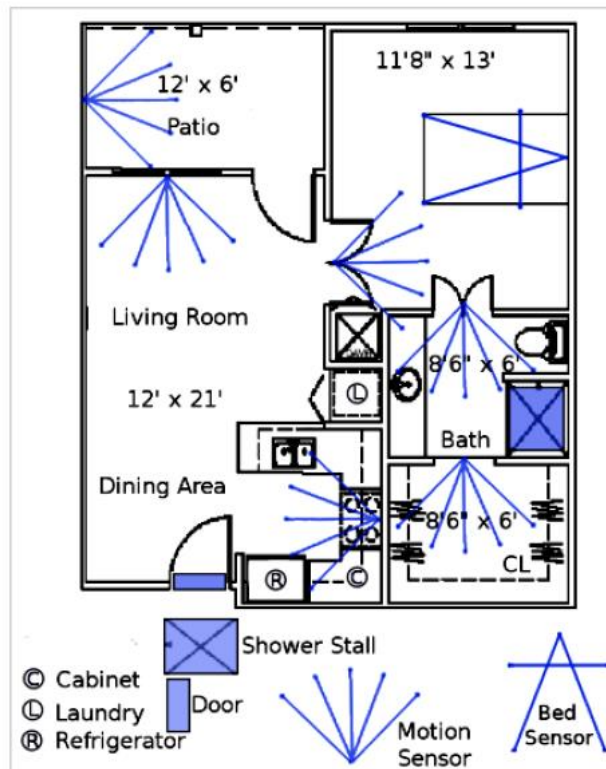 11'8" x 13'
12' x 6'
Patio
Living Room
12' x 21'
L
8'6" x 6'
Bath
Dining Area
8'6" x 6'
CL
R
C
Shower Stall
C Cabinet
L Laundry
R Refrigerator
Door
Motion
Sensor
Bed
Sensor